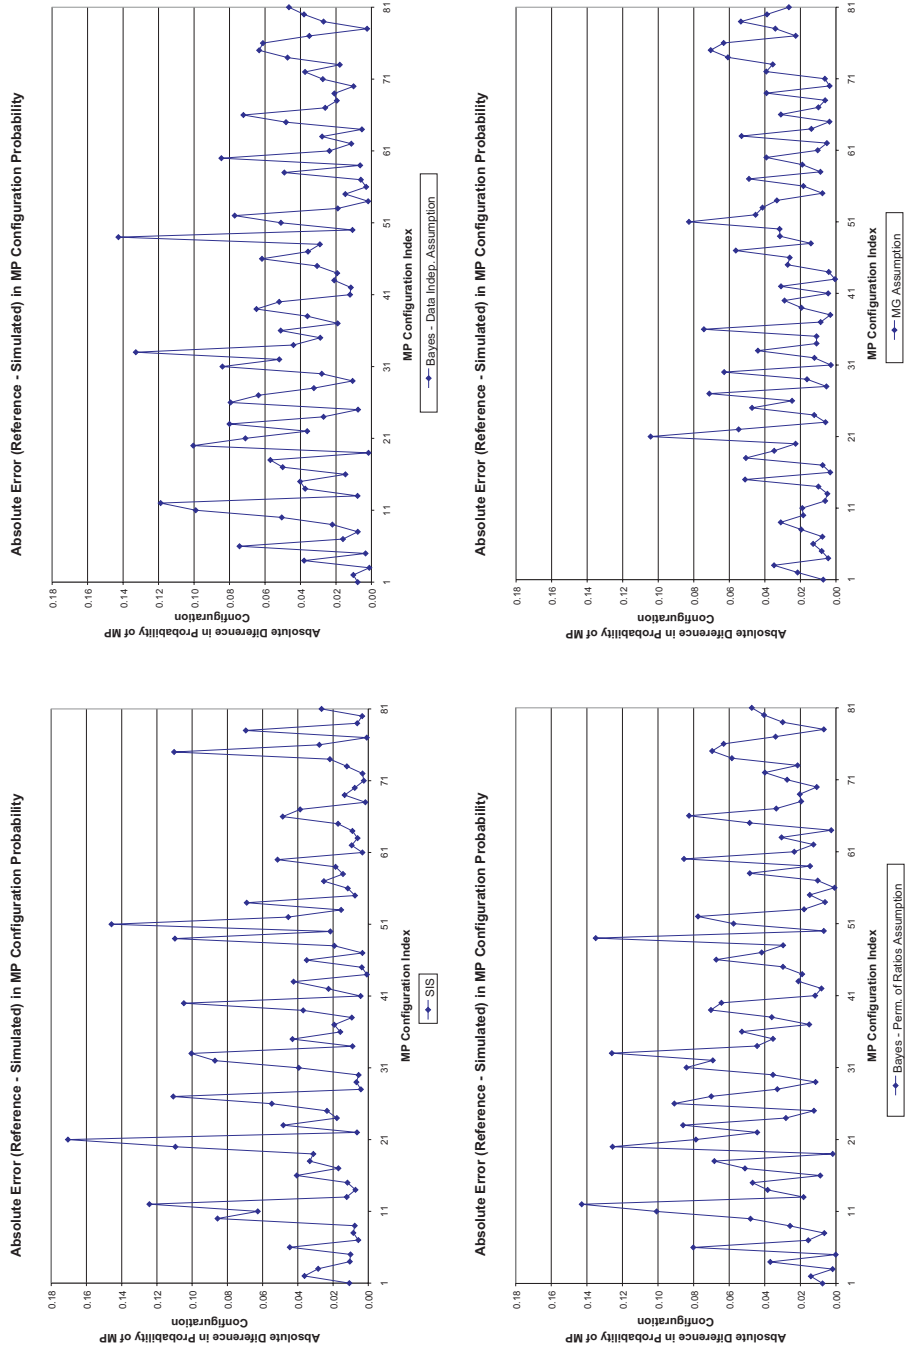 Absolute Error (Reference - Simulated) in MP Configuration Probability
Absolute Diference in Probability of MP
Configuration
0.18
0.16
0.14
0.12
0.10
0.08
0.06
0.04
0.02
0.00
1 11 21 31 41 51 61 71 81
MP Configuration Index
SIS
Absolute Error (Reference - Simulated) in MP Configuration Probability
Absolute Diference in Probability of MP
Configuration
0.18
0.16
0.14
0.12
0.10
0.08
0.06
0.04
0.02
0.00
1 11 21 31 41 51 61 71 81
MP Configuration Index
Bayes - Data Indep. Assumption
Absolute Error (Reference - Simulated) in MP Configuration Probability
Absolute Diference in Probability of MP
Configuration
0.18
0.16
0.14
0.12
0.10
0.08
0.06
0.04
0.02
0.00
1 11 21 31 41 51 61 71 81
MP Configuration Index
Bayes - Perm. of Ratios Assumption
Absolute Error (Reference - Simulated) in MP Configuration Probability
Absolute Diference in Probability of MP
Configuration
0.18
0.16
0.14
0.12
0.10
0.08
0.06
0.04
0.02
0.00
1 11 21 31 41 51 61 71 81
MP Configuration Index
MG Assumption